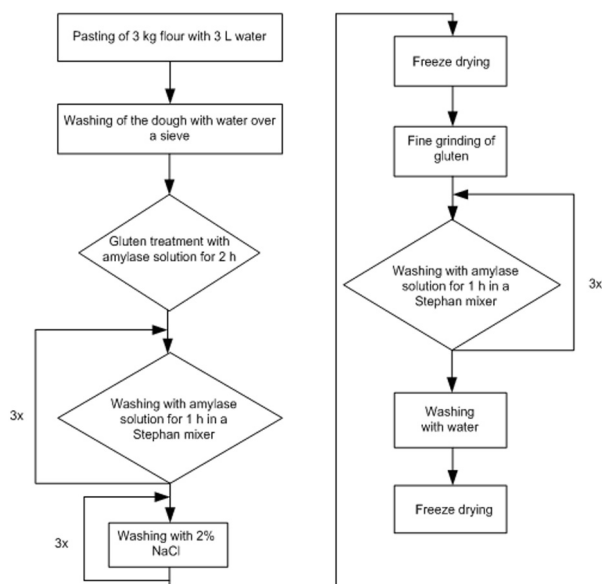 Pasting of 3 kg flour with 3 L water
Washing of the dough with water over
a sieve
Gluten treatment with
amylase solution for 2 h
Washing with amylase
solution for 1 h in a
Stephan mixer
3x
Washing with 2%
NaCl
3x
Freeze drying
Fine grinding of
gluten
Washing with amylase
solution for 1 h in a
Stephan mixer
3x
Washing
with water
Freeze drying